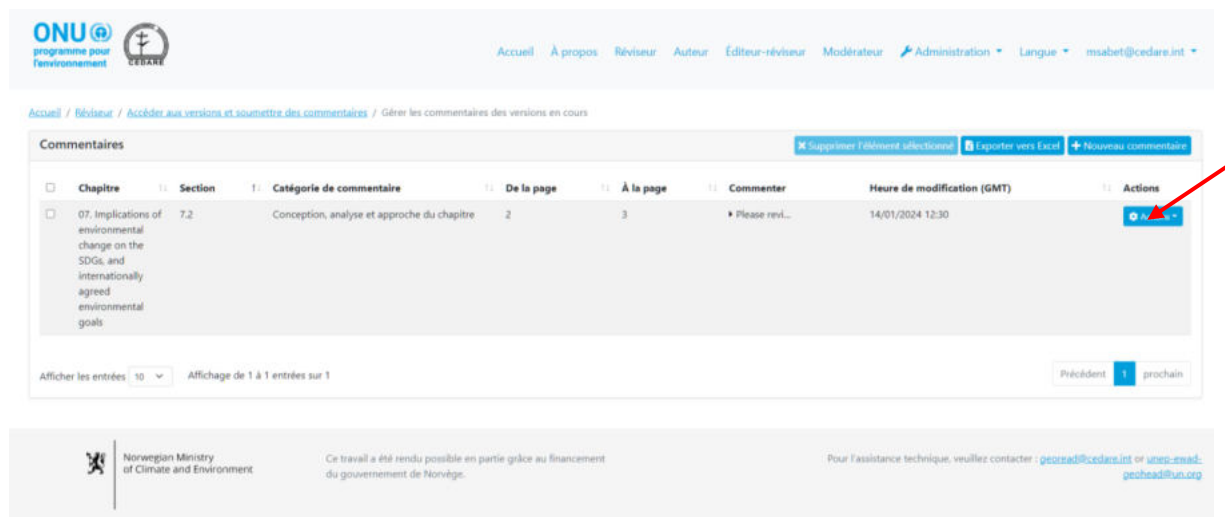 ONU
programme pour
l'environnement
CEDARE
Accueil À propos Réviseur Auteur Éditeur-réviseur Modérateur Administration Langue msabet@cedare.int
Accueil / Réviseur / Accéder aux versions et soumettre des commentaires / Gérer les commentaires des versions en cours
Commentaires
Supprimer l'élément sélectionné Exporter vers Excel + Nouveau commentaire
Chapitre Section Catégorie de commentaire De la page À la page Commenter Heure de modification (GMT) Actions
07. Implications of 7.2 Conception, analyse et approche du chapitre 2 3 Please revi... 14/01/2024 12:30
environmental
change on the
SDGs, and
internationally
agreed
environmental
goals
Afficher les entrées 10 Affichage de 1 à 1 entrées sur 1 Précédent 1 prochain
Norwegian Ministry
of Climate and Environment
Ce travail a été rendu possible en partie grâce au financement
du gouvernement de Norvège.
Pour l'assistance technique, veuillez contacter : georead@cedare.int or unep-ewad-
geohead@un.org